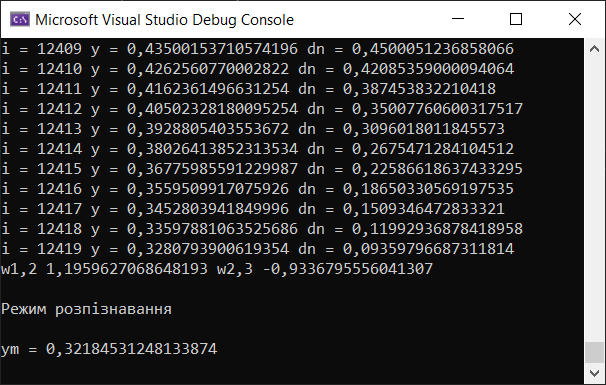 Microsoft Visual Studio Debug Console
i = 12409 y = 0,43500153710574196 dn = 0,4500051236858066
i = 12410 y = 0,4262560770002822 dn = 0,42085359000094064
i = 12411 y = 0,4162361496631254 dn = 0,387453832210418
i = 12412 y = 0,40502328180095254 dn = 0,35007760600317517
i = 12413 y = 0,3928805403553672 dn = 0,3096018011845573
i = 12414 y = 0,38026413852313534 dn = 0,2675471284104512
i = 12415 y = 0,36775985591229987 dn = 0,22586618637433295
i = 12416 y = 0,3559509917075926 dn = 0,18650330569197535
i = 12417 y = 0,3452803941849996 dn = 0,1509346472833321
i = 12418 y = 0,33597881063525686 dn = 0,11992936878418958
i = 12419 y = 0,3280793900619354 dn = 0,09359796687311814
w1,2 1,1959627068648193 w2,3 -0,9336795556041307
Режим розпізнавання
ym = 0,32184531248133874